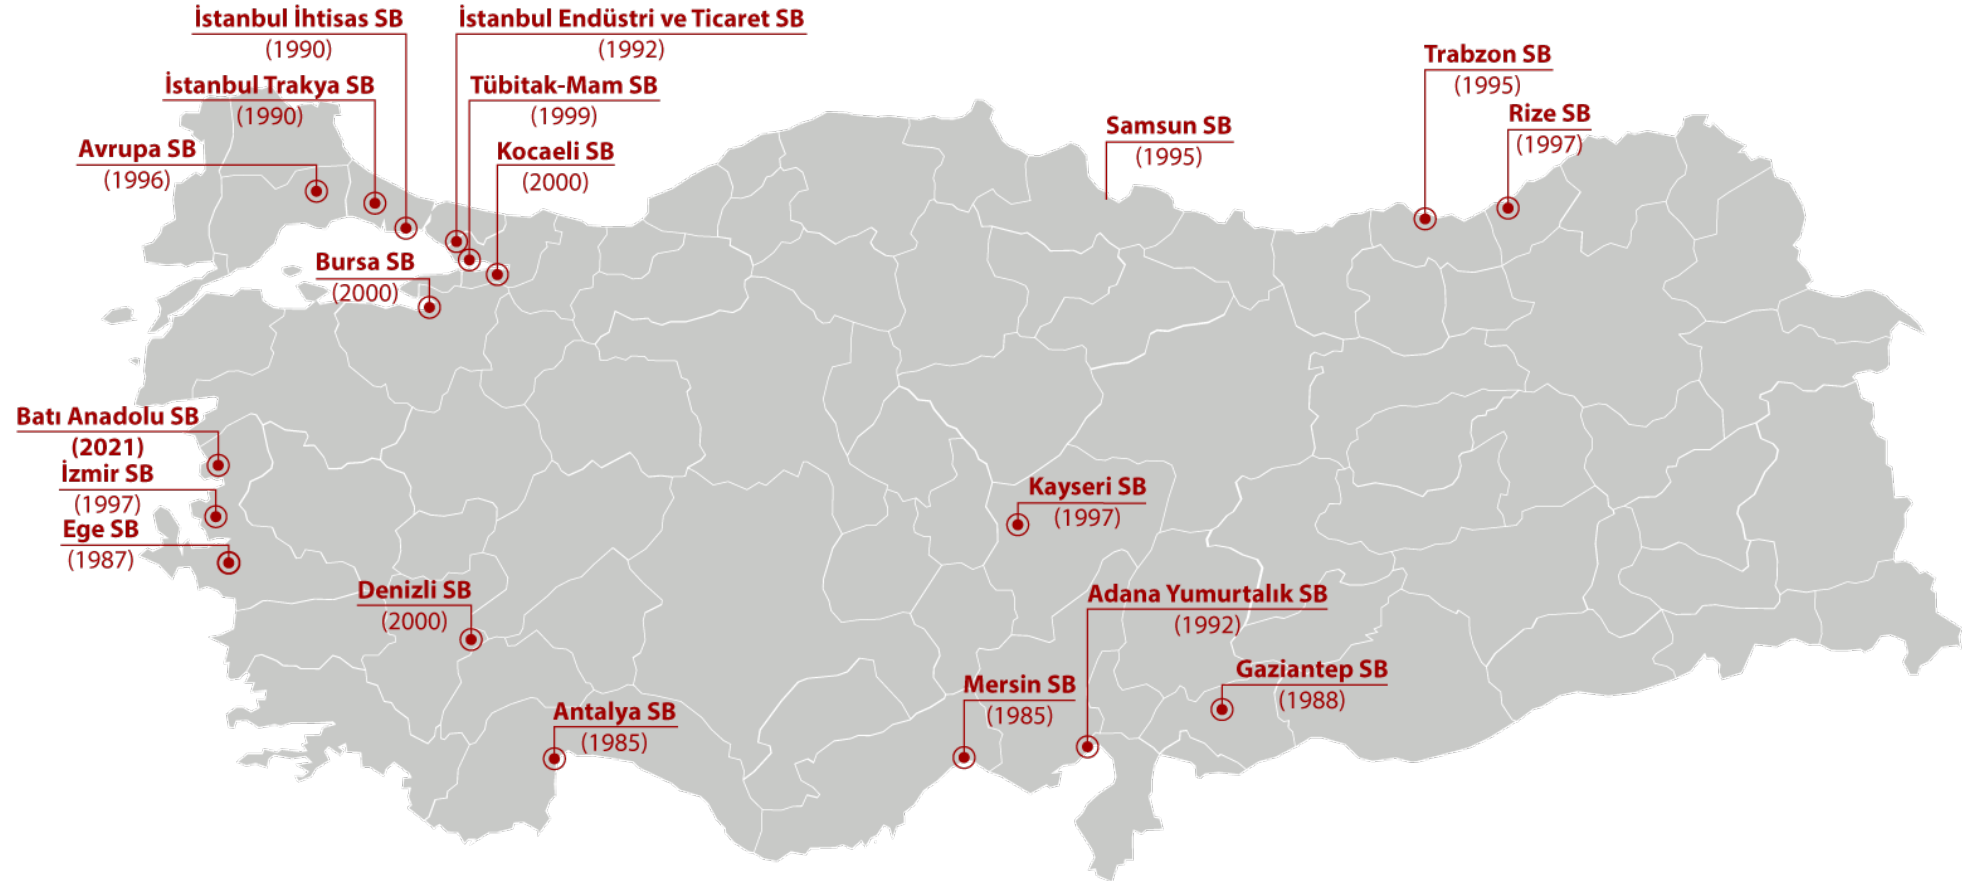 İstanbul İhtisas SB
(1990)
İstanbul Endüstri ve Ticaret SB
(1992)
İstanbul Trakya SB
(1990)
Tübitak-Mam SB
(1999)
Avrupa SB
(1996)
Kocaeli SB
(2000)
Trabzon SB
(1995)
Rize SB
(1997)
Samsun SB
(1995)
Bursa SB
(2000)
Batı Anadolu SB
(2021)
İzmir SB
(1997)
Ege SB
(1987)
Kayseri SB
(1997)
Denizli SB
(2000)
Adana Yumurtalık SB
(1992)
Gaziantep SB
(1988)
Mersin SB
(1985)
Antalya SB
(1985)